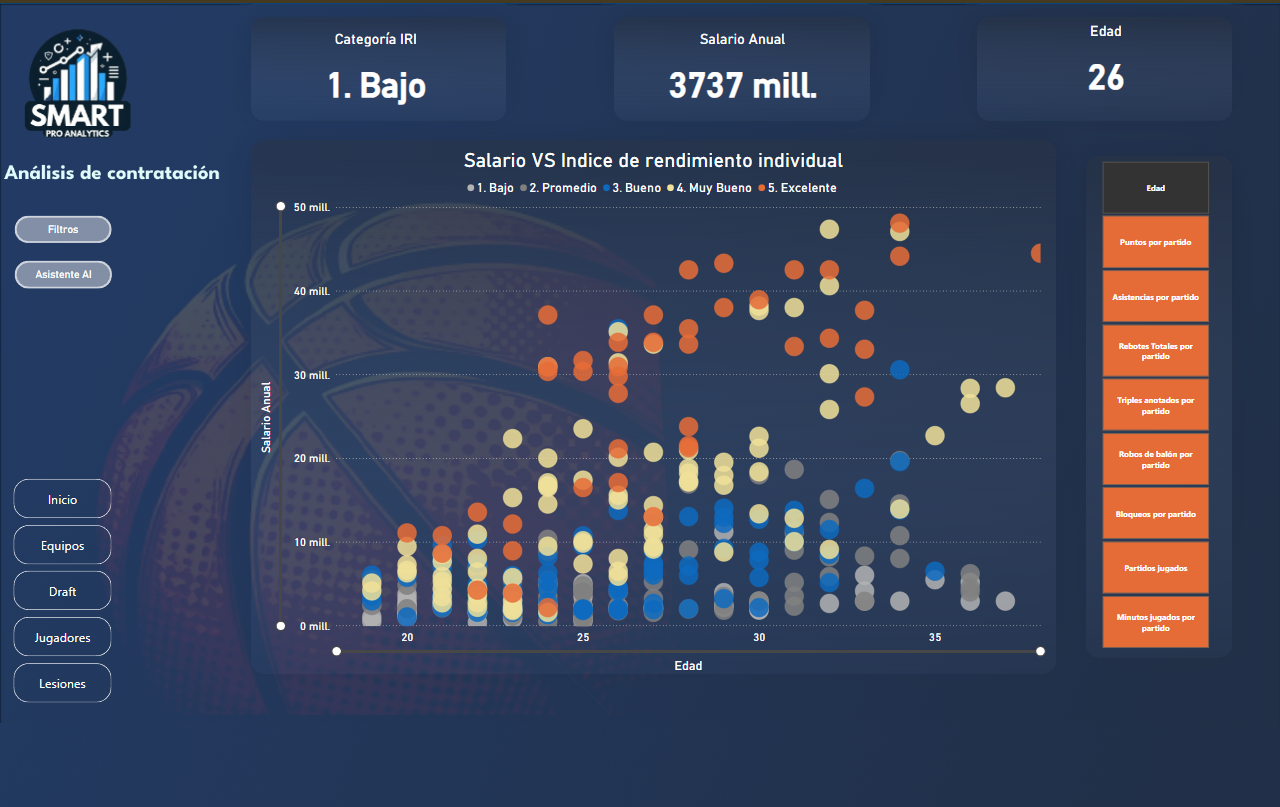 SMART
PRO ANALYTICS
Análisis de contratación
Filtros
Asistente AI
Inicio
Equipos
Draft
Jugadores
Lesiones
Categoría IRI
1. Bajo
Salario Anual
3737 mill.
Edad
26
Salario VS Indice de rendimiento individual
1. Bajo 2. Promedio 3. Bueno 4. Muy Bueno 5. Excelente
50 mill.
40 mill.
30 mill.
20 mill.
10 mill.
0 mill.
Salario Anual
20 25 30 35
Edad
Edad
Puntos por partido
Asistencias por partido
Rebotes Totales por
partido
Triples anotados por
partido
Robos de balón por
partido
Bloqueos por partido
Partidos jugados
Minutos jugados por
partido